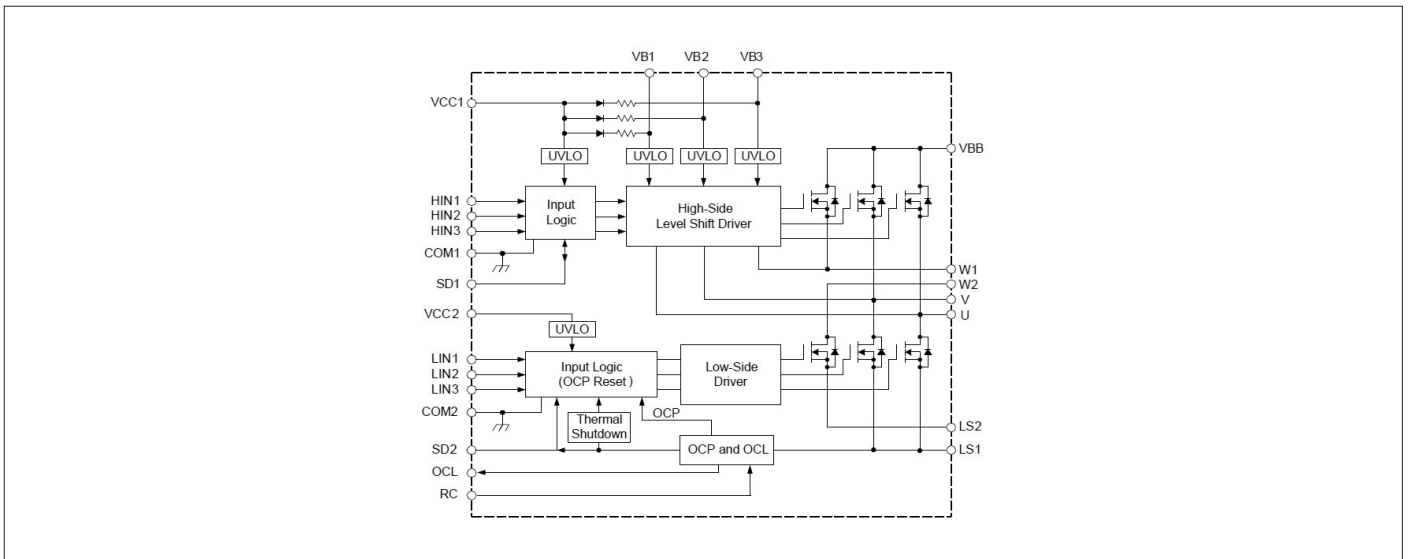 VB1 VB2 VB3
VCC1
UVLO UVLO UVLO UVLO
VBB
HIN1
HIN2
HIN3
Input
Logic
High-Side
Level Shift Driver
COM1
SD1
W1
W2
V
U
VCC2
UVLO
LIN1
LIN2
LIN3
Input Logic
(OCP Reset )
Low-Side
Driver
COM2
Thermal
Shutdown
OCP
LS2
SD2
OCP and OCL
LS1
OCL
RC